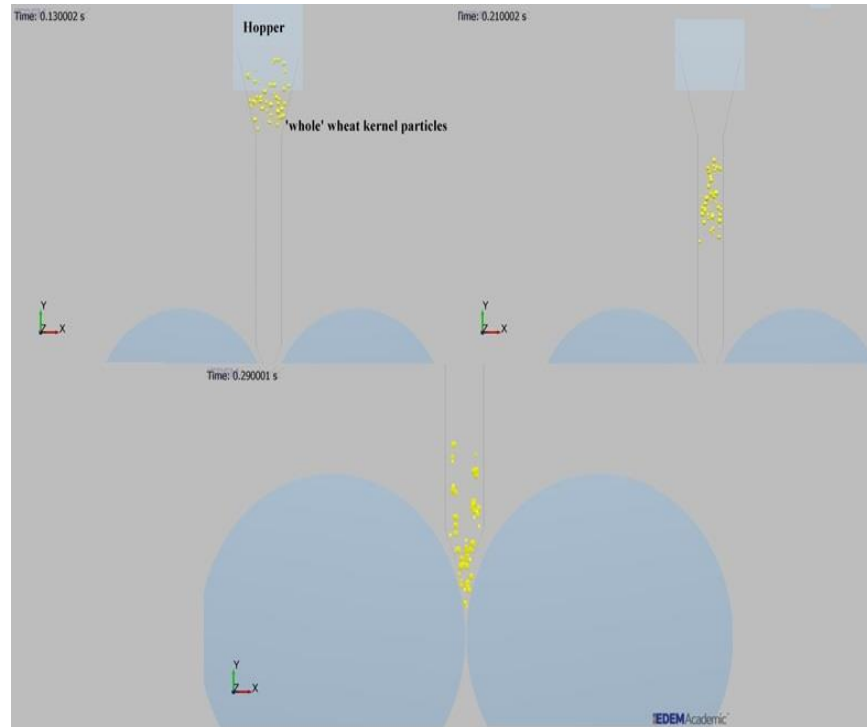 Time: 0.130002 s
Hopper
'whole' wheat kernel particles
Y
Z
X
Time: 0.210002 s
Y
Z
X
Time: 0.290001 s
Y
Z
X
EDEMAcademic